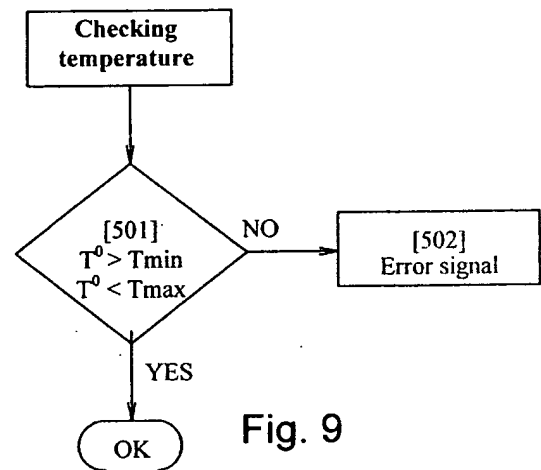 Checking
temperature
[501]
T⁰ > Tmin
T⁰ < Tmax
NO
[502]
Error signal
YES
OK
Fig. 9